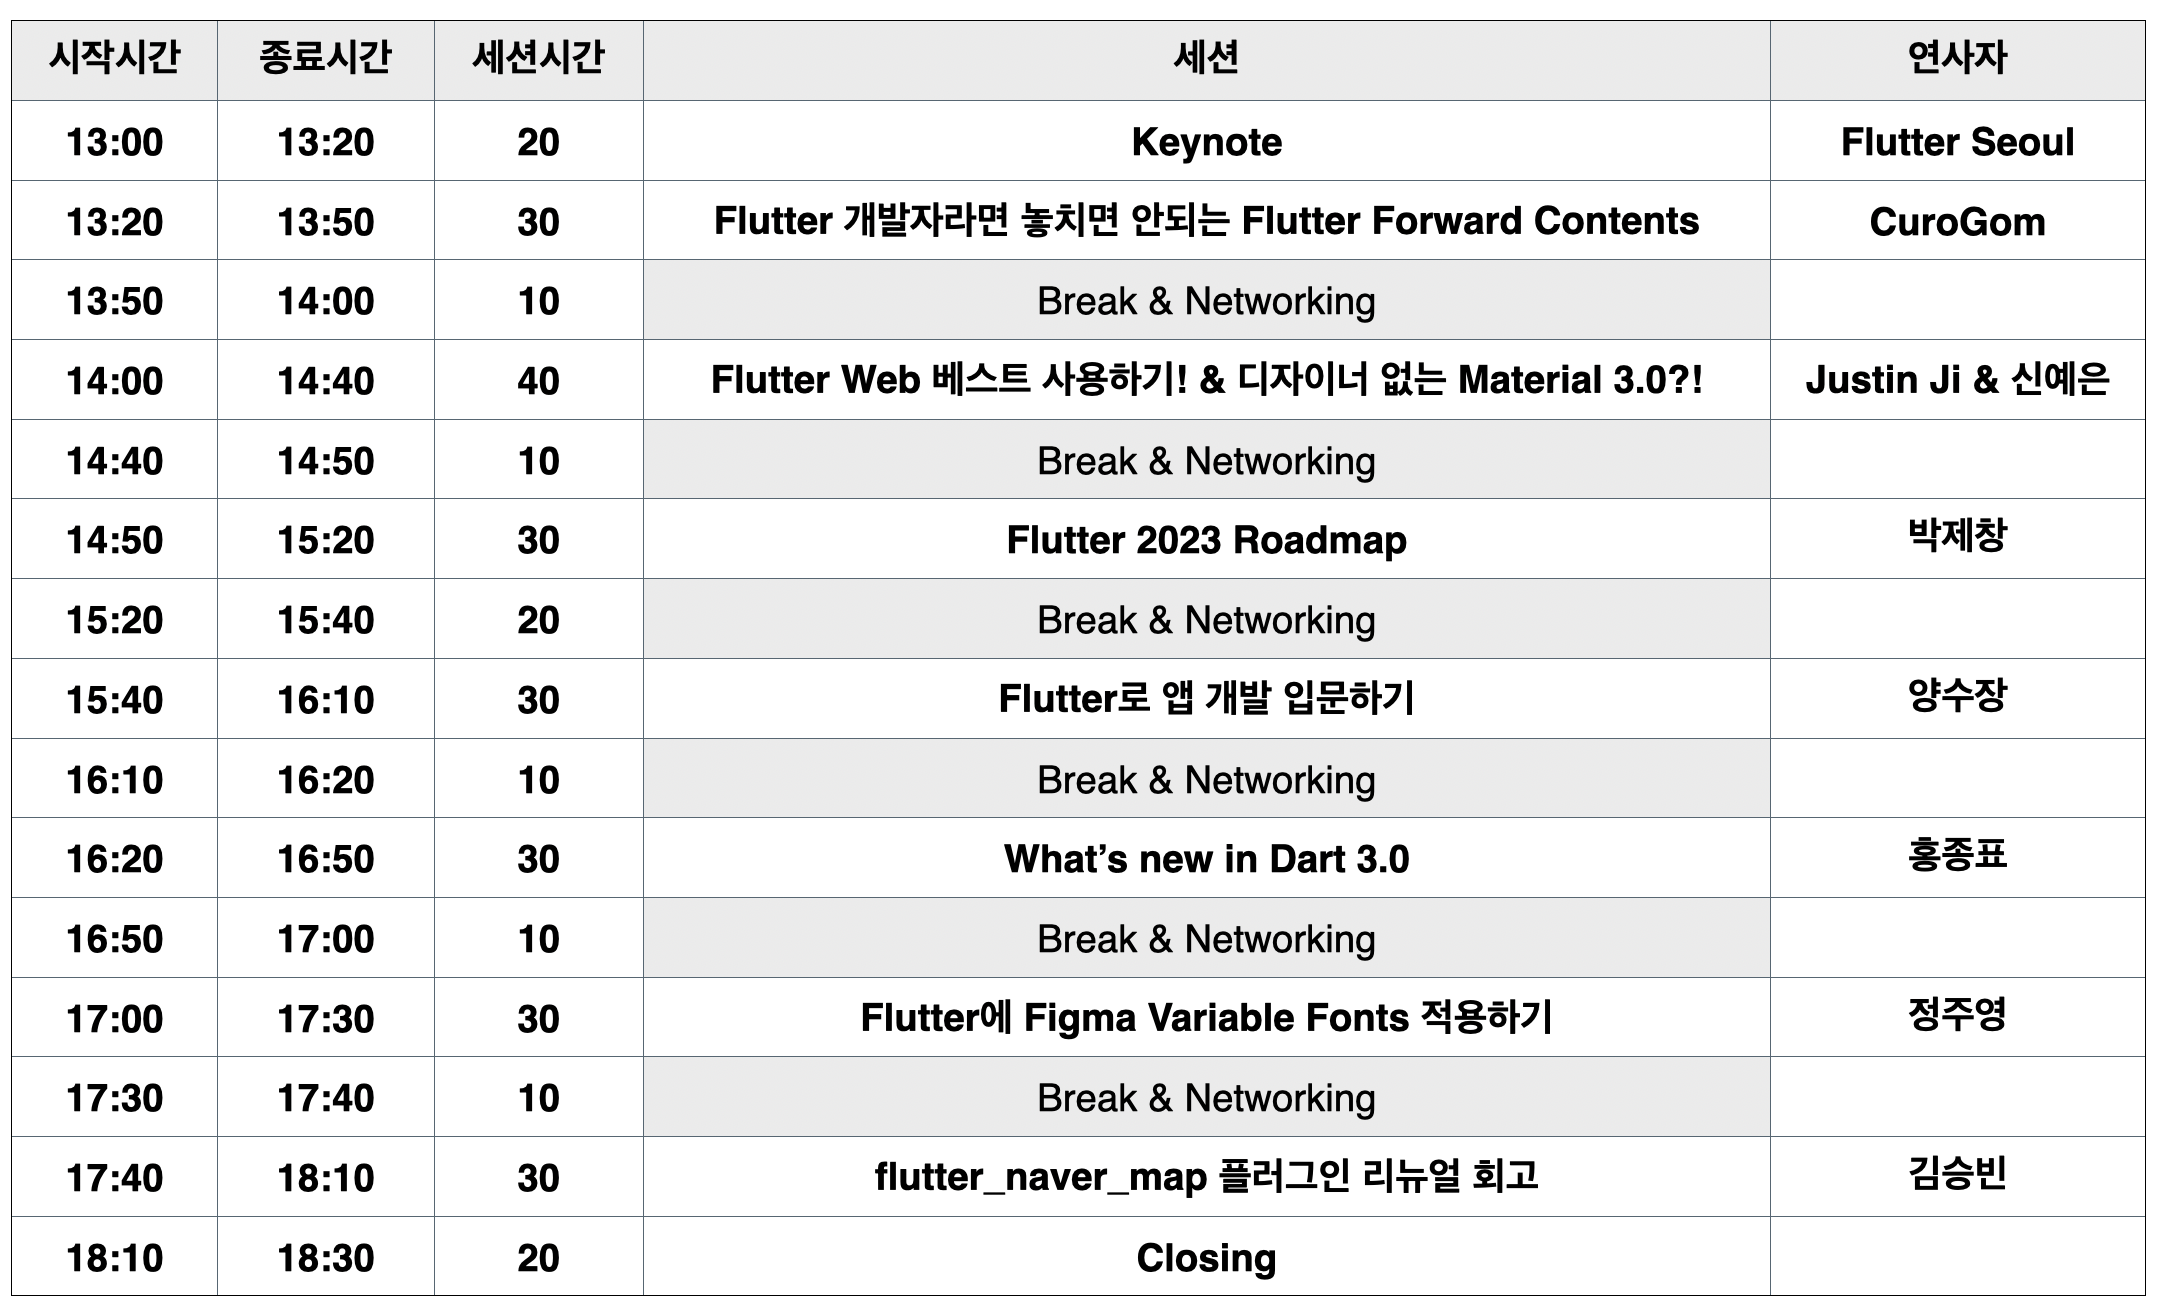 시작시간 종료시간 세션시간 세션 연사자
13:00 13:20 20 Keynote Flutter Seoul
13:20 13:50 30 Flutter 개발자라면 놓치면 안되는 Flutter Forward Contents CuroGom
13:50 14:00 10 Break & Networking
14:00 14:40 40 Flutter Web 베스트 사용하기! & 디자이너 없는 Material 3.0?! Justin Ji & 신예은
14:40 14:50 10 Break & Networking
14:50 15:20 30 Flutter 2023 Roadmap 박제창
15:20 15:40 20 Break & Networking
15:40 16:10 30 Flutter로 앱 개발 입문하기 양수장
16:10 16:20 10 Break & Networking
16:20 16:50 30 What’s new in Dart 3.0 홍종표
16:50 17:00 10 Break & Networking
17:00 17:30 30 Flutter에 Figma Variable Fonts 적용하기 정주영
17:30 17:40 10 Break & Networking
17:40 18:10 30 flutter_naver_map 플러그인 리뉴얼 회고 김승빈
18:10 18:30 20 Closing